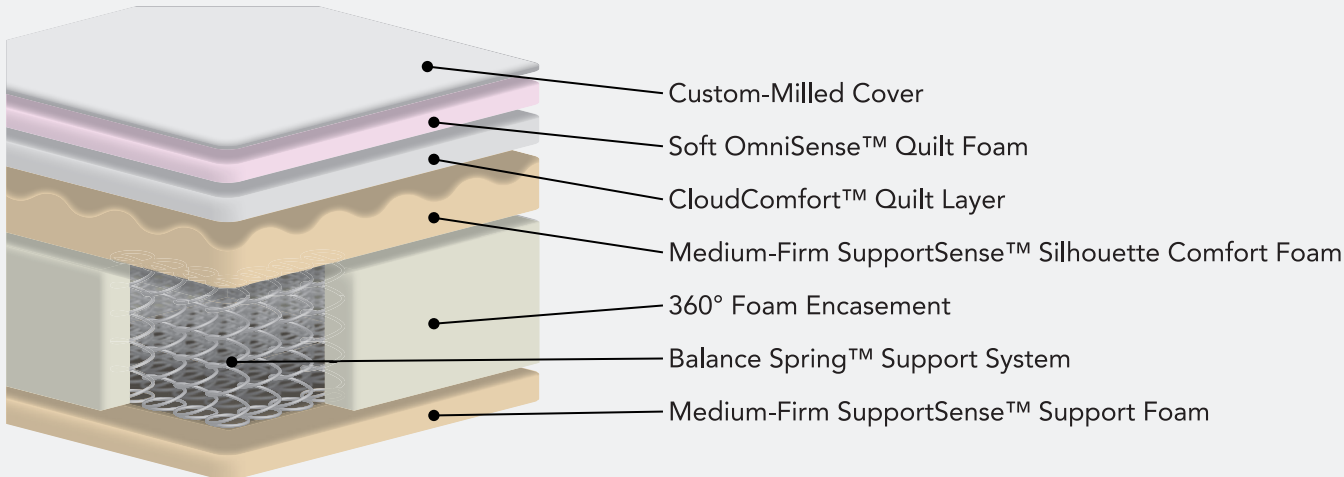 Custom-Milled Cover
Soft OmniSense™ Quilt Foam
CloudComfort™ Quilt Layer
Medium-Firm SupportSense™ Silhouette Comfort Foam
360° Foam Encasement
Balance Spring™ Support System
Medium-Firm SupportSense™ Support Foam